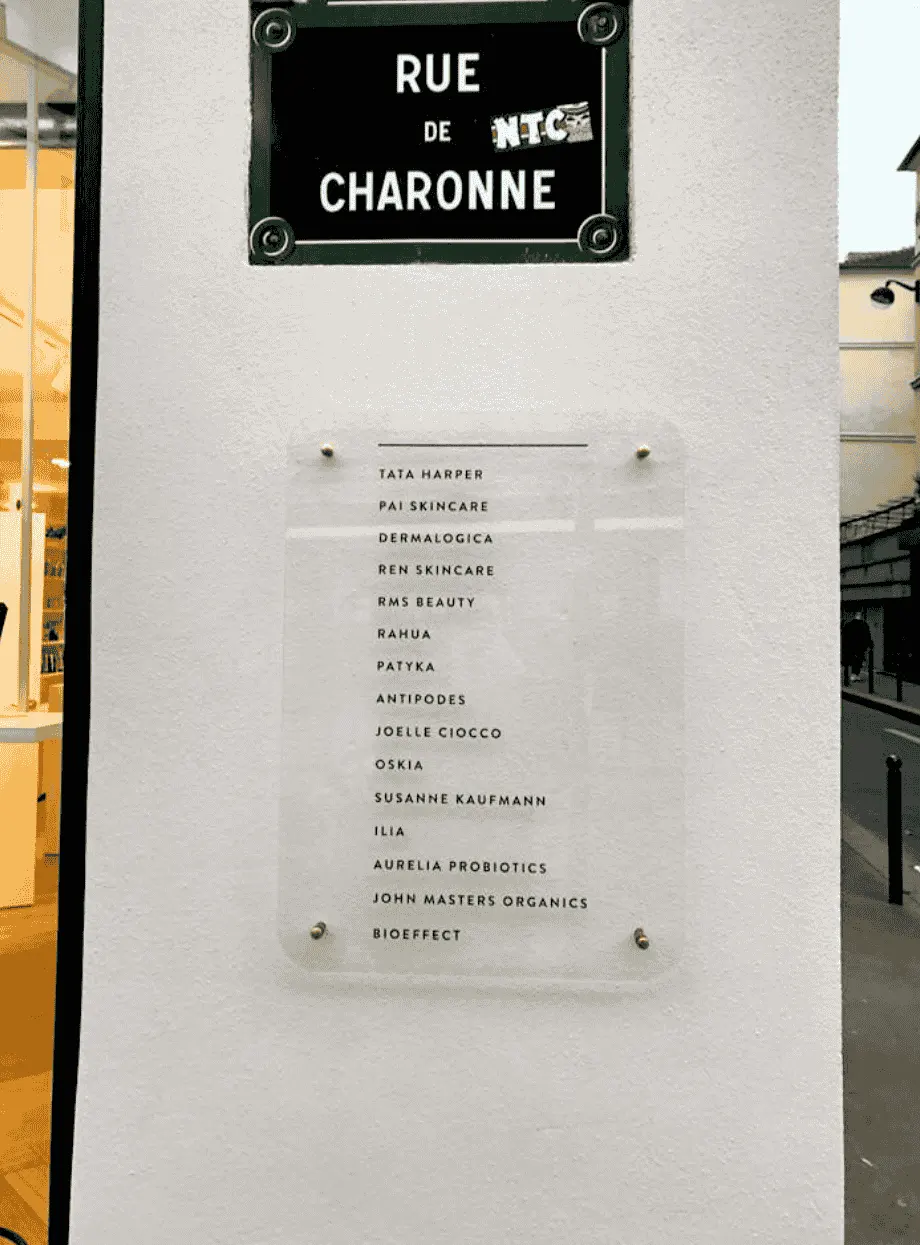 RUE
DE
NTC
CHARONNE
TATA HARPER
PAI SKINCARE
DERMALOGICA
REN SKINCARE
RMS BEAUTY
RAHUA
PATYKA
ANTIPODES
JOELLE CIOCCO
OSKIA
SUSANNE KAUFMANN
ILIA
AURELIA PROBIOTICS
JOHN MASTERS ORGANICS
BIOEFFECT